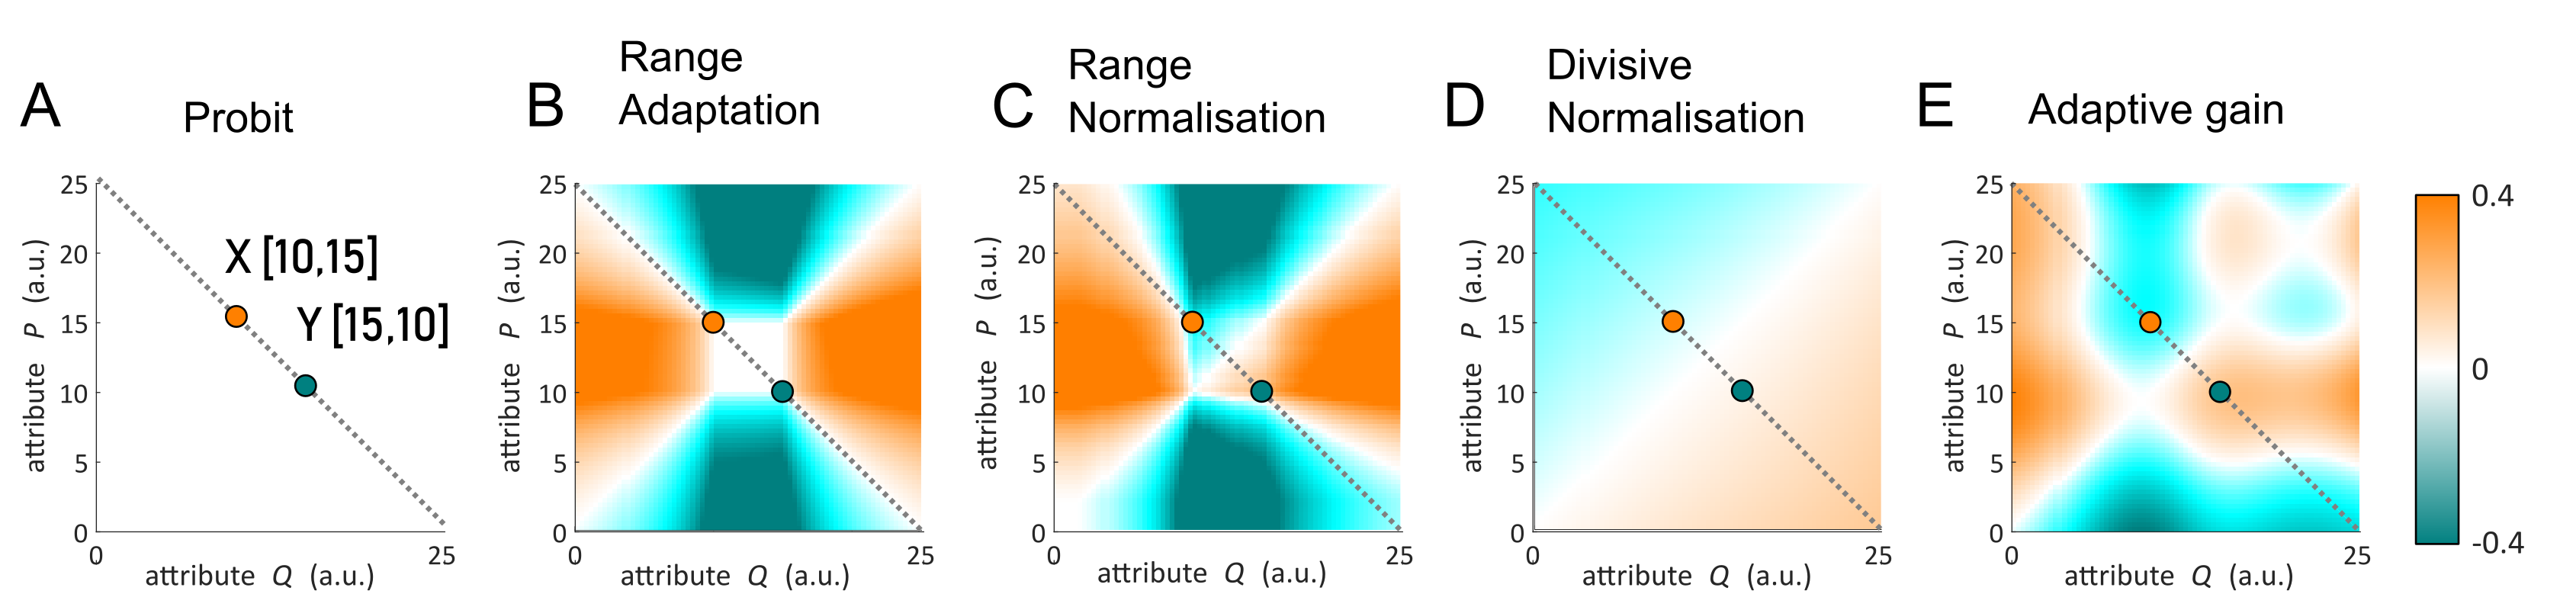 A
Probit
25
20
15
10
5
0
0
25
attribute P (a.u.)
attribute Q (a.u.)
X [10,15]
Y [15,10]
B
Range
Adaptation
25
20
15
10
5
0
0
25
attribute P (a.u.)
attribute Q (a.u.)
C
Range
Normalisation
25
20
15
10
5
0
0
25
attribute P (a.u.)
attribute Q (a.u.)
D
Divisive
Normalisation
25
20
15
10
5
0
0
25
attribute P (a.u.)
attribute Q (a.u.)
E
Adaptive gain
25
20
15
10
5
0
0
25
attribute P (a.u.)
attribute Q (a.u.)
0.4
0
-0.4